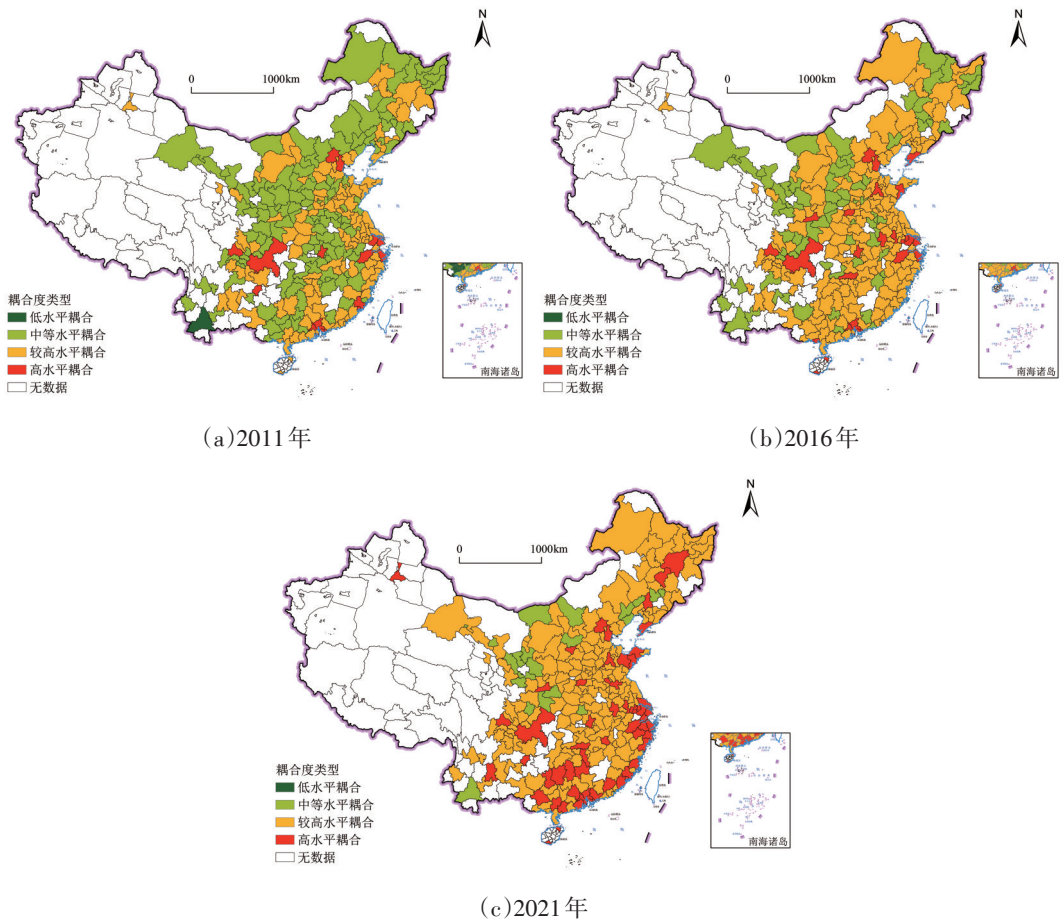 N
0 1000km
耦合度类型
低水平耦合
中等水平耦合
较高水平耦合
高水平耦合
无数据
南海诸岛
(a)2011年
N
0 1000km
耦合度类型
低水平耦合
中等水平耦合
较高水平耦合
高水平耦合
无数据
南海诸岛
(b)2016年
N
0 1000km
耦合度类型
低水平耦合
中等水平耦合
较高水平耦合
高水平耦合
无数据
南海诸岛
(c)2021年